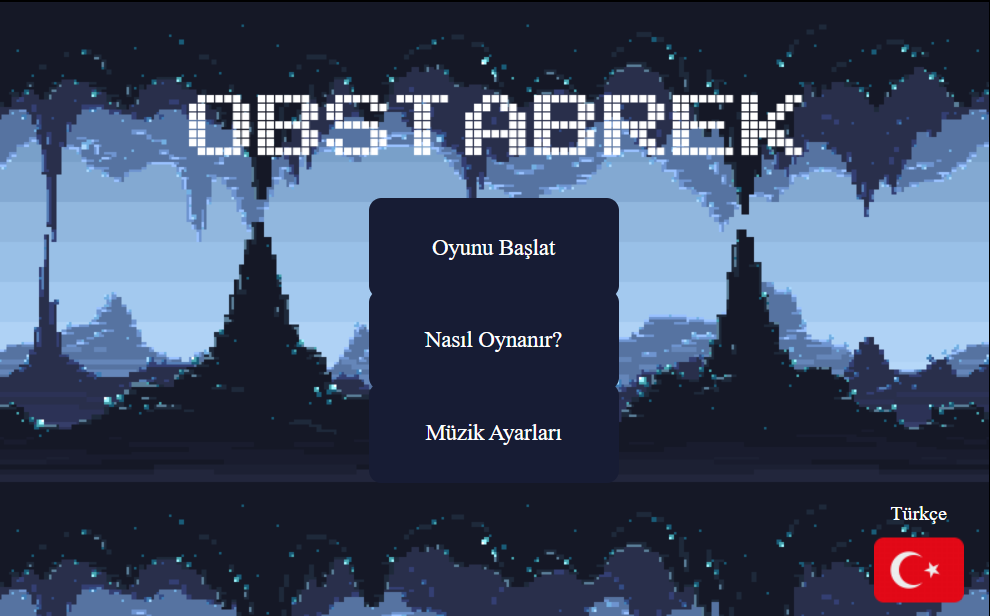 OBSTABREK
Oyunu Başlat
Nasıl Oynanır?
Müzik Ayarları
Türkçe